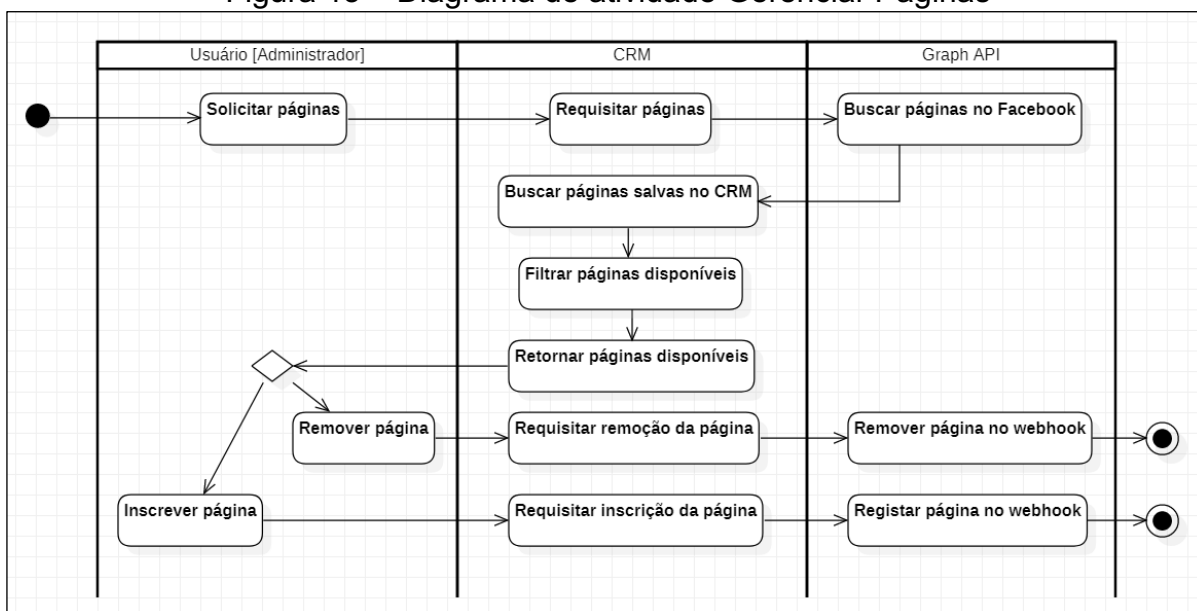 Usuário [Administrador]
CRM
Graph API
Solicitar páginas
Requisitar páginas
Buscar páginas no Facebook
Buscar páginas salvas no CRM
Filtrar páginas disponíveis
Retornar páginas disponíveis
Remover página
Requisitar remoção da página
Remover página no webhook
Inscrever página
Requisitar inscrição da página
Registar página no webhook